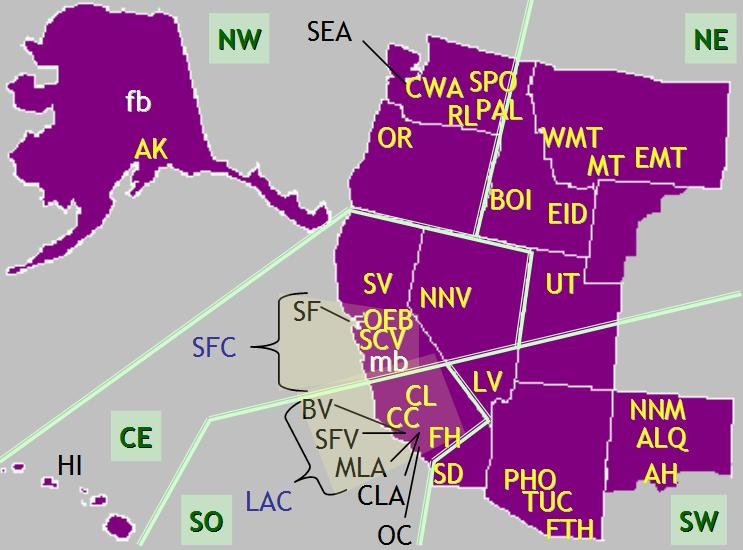 SEA
NW
NE
CWA SPO
RL PAL
fb
AK
OR
WMT
MT EMT
BOI
EID
SV
NNV
UT
SF
OEB
SCV
SFC
mb
LV
CL
BV
CC
NNM
CE
SFV
FH
ALQ
HI
MLA
SD
AH
LAC
CLA
PHO
SO
TUC
SW
OC
FTH